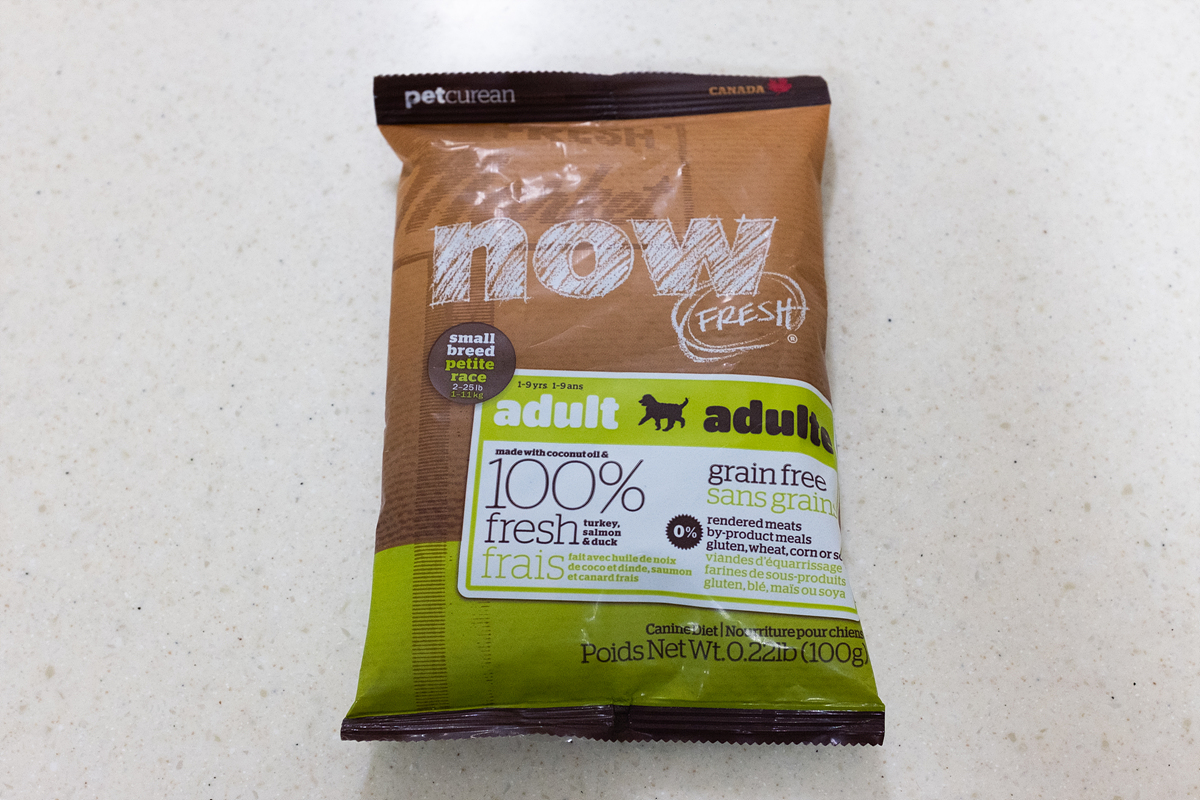 petcurean
CANADA
FRESH
now
FRESH
®
small
breed
petite
race
2-25 lb
1-11 kg
1-9 yrs 1-9 ans
adult adulte
made with coconut oil &
100%
fresh
turkey,
salmon
& duck
frais
fait avec huile de noix
de coco et dinde, saumon
et canard frais
grain free
sans grains
0%
rendered meats
by-product meals
gluten, wheat, corn or
viandes d'équarrissage
farines de sous-produits
gluten, blé, maïs ou soya
Canine Diet | Nourriture pour chiens
Poids Net Wt. 0.22lb (100g)